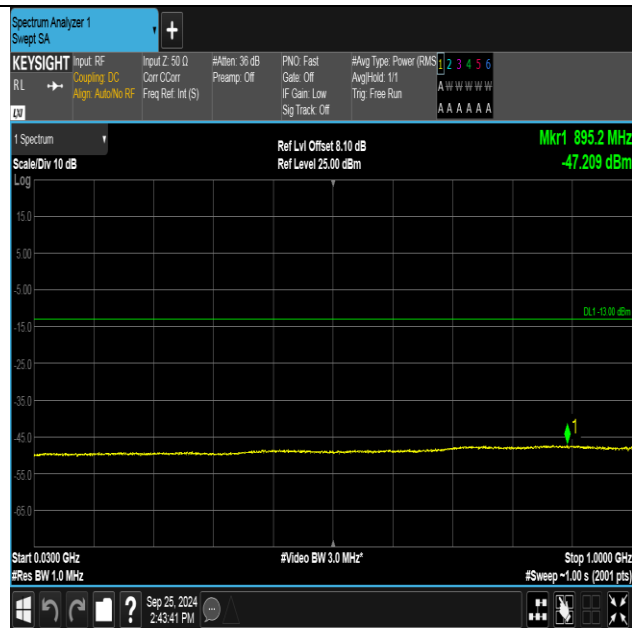 Spectrum Analyzer 1
Swept SA
+
KEYSIGHT
RL
LXI
Input: RF
Coupling: DC
Align: Auto/No RF
Input Z: 50 Ω
Corr CCorr
Freq Ref: Int (S)
#Atten: 36 dB
Preamp: Off
PNO: Fast
Gate: Off
IF Gain: Low
Sig Track: Off
#Avg Type: Power (RMS
Avg|Hold: 1/1
Trig: Free Run
1 2 3 4 5 6
A W W W W W
A A A A A A
1 Spectrum
Scale/Div 10 dB
Log
Ref Lvl Offset 8.10 dB
Ref Level 25.00 dBm
Mkr1 895.2 MHz
-47.209 dBm
15.0
5.00
-5.00
DL1 -13.00 dBm
-15.0
-25.0
-35.0
1
-45.0
-55.0
-65.0
Start 0.0300 GHz
#Video BW 3.0 MHz*
Stop 1.0000 GHz
#Res BW 1.0 MHz
#Sweep ~1.00 s (2001 pts)
?
Sep 25, 2024
2:43:41 PM